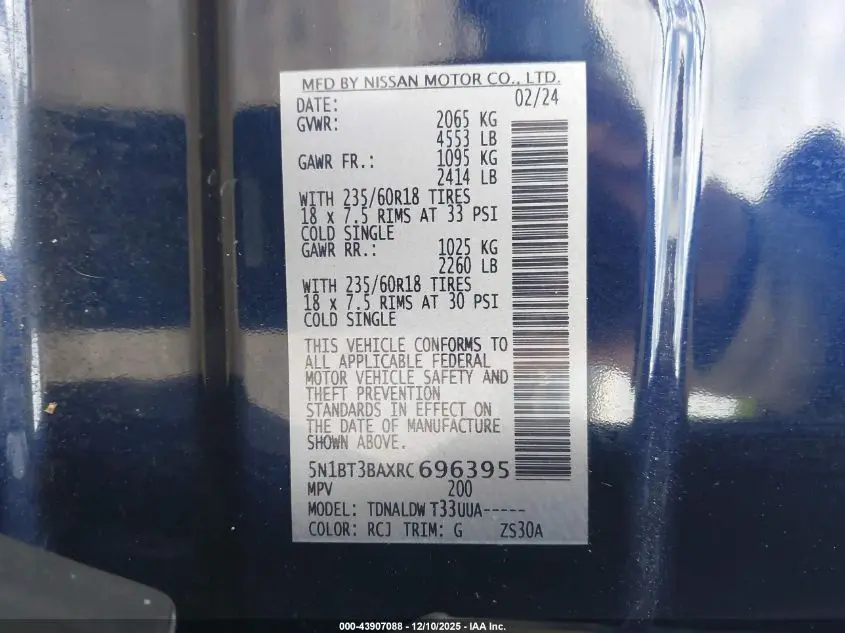 MFD BY NISSAN MOTOR CO., LTD.
DATE: 02/24
GVWR: 2065 KG
4553 LB
GAWR FR.: 1095 KG
2414 LB
WITH 235/60R18 TIRES
18 x 7.5 RIMS AT 33 PSI
COLD SINGLE
GAWR RR.: 1025 KG
2260 LB
WITH 235/60R18 TIRES
18 x 7.5 RIMS AT 30 PSI
COLD SINGLE
THIS VEHICLE CONFORMS TO
ALL APPLICABLE FEDERAL
MOTOR VEHICLE SAFETY AND
THEFT PREVENTION
STANDARDS IN EFFECT ON
THE DATE OF MANUFACTURE
SHOWN ABOVE.
5N1BT3BAXRC696395
MPV 200
MODEL: TDNALDW T33UUA-----
COLOR: RCJ TRIM: G ZS30A
000-43907088 - 12/10/2025 - IAA Inc.